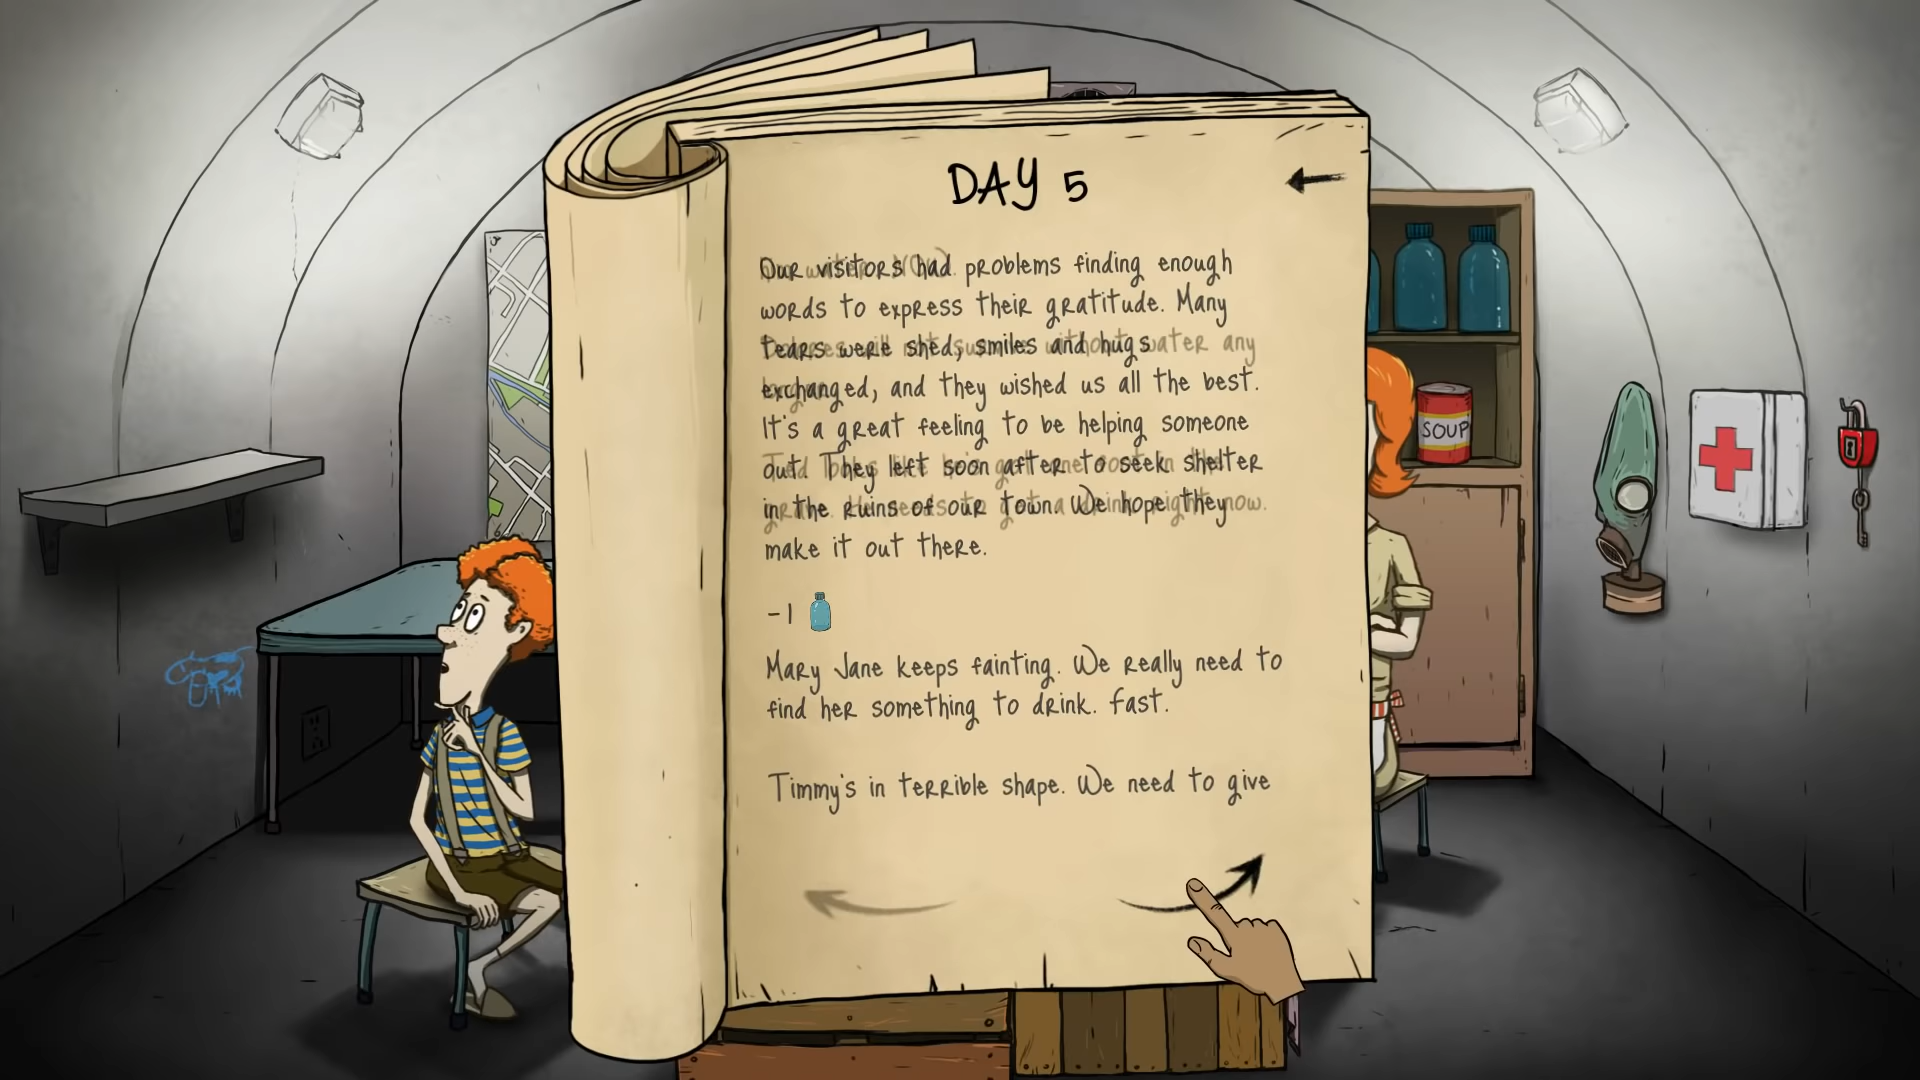 DAY 5
Our visitors had problems finding enough
words to express their gratitude. Many
tears were shed, smiles and hugs
exchanged, and they wished us all the best.
It's a great feeling to be helping someone
out. They left soon after to seek shelter
in the ruins of our town. We hope they
make it out there.
-1
Mary Jane keeps fainting. We really need to
find her something to drink. Fast.
Timmy's in terrible shape. We need to give
SOUP